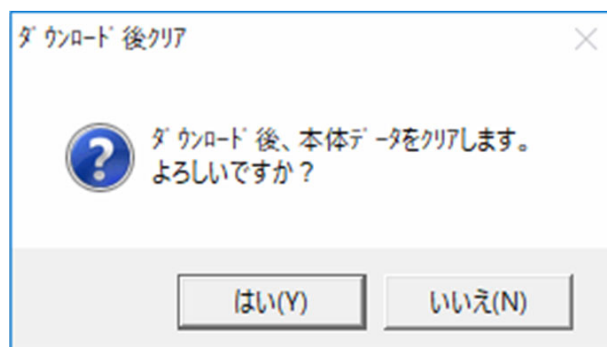 ﾀﾞｳﾝﾛｰﾄﾞ後ｸﾘｱ
ﾀﾞｳﾝﾛｰﾄﾞ後、本体ﾃﾞｰﾀをｸﾘｱします。
よろしいですか？
はい(Y)
いいえ(N)